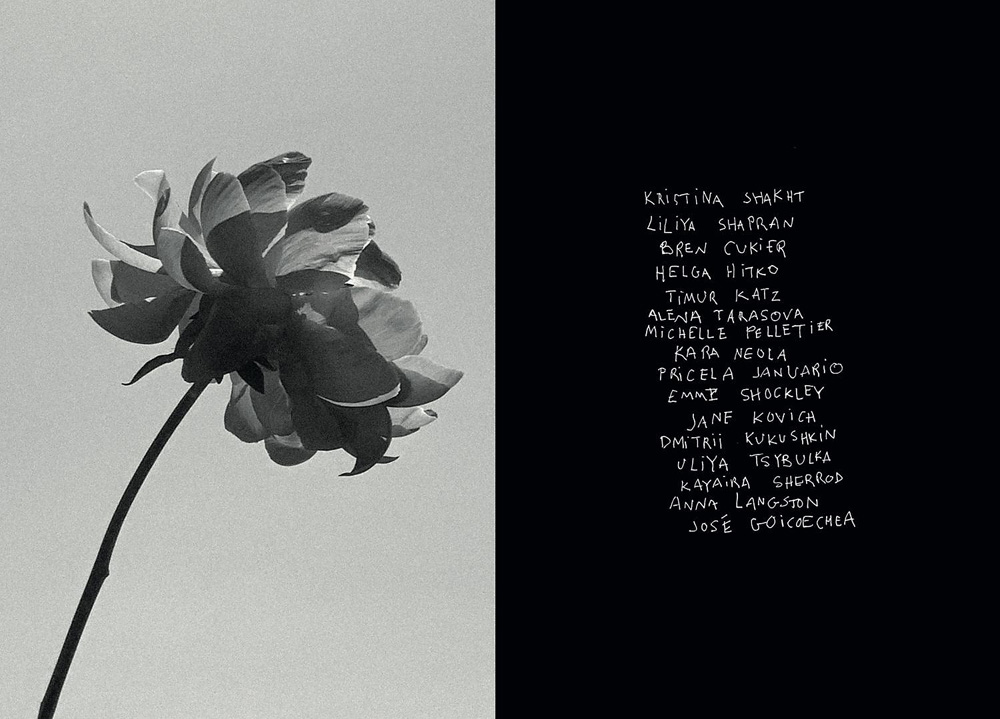 KRISTINA SHAKHT
LILIYA SHAPRAN
BREN CUKIER
HELGA HITKO
TIMUR KATZ
ALENA TARASOVA
MICHELLE PELLETIER
KARA NEOLA
PRICELA JANUARIO
EMME SHOCKLEY
JANE KOVICH
DMITRII KUKUSHKIN
ULIYA TSYBULKA
KAYAIRA SHERROD
ANNA LANGSTON
JOSÉ GOICOECHEA